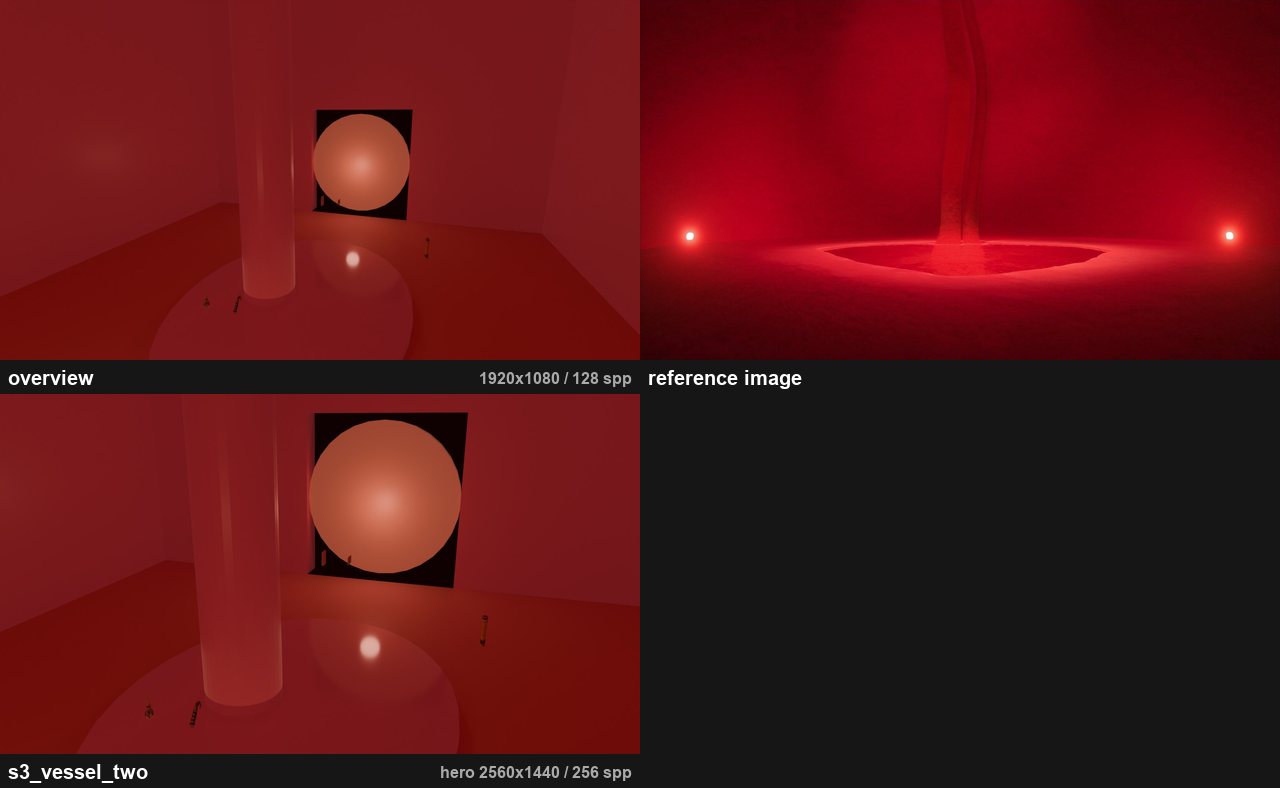 overview
1920x1080 / 128 spp
reference image
s3_vessel_two
hero 2560x1440 / 256 spp